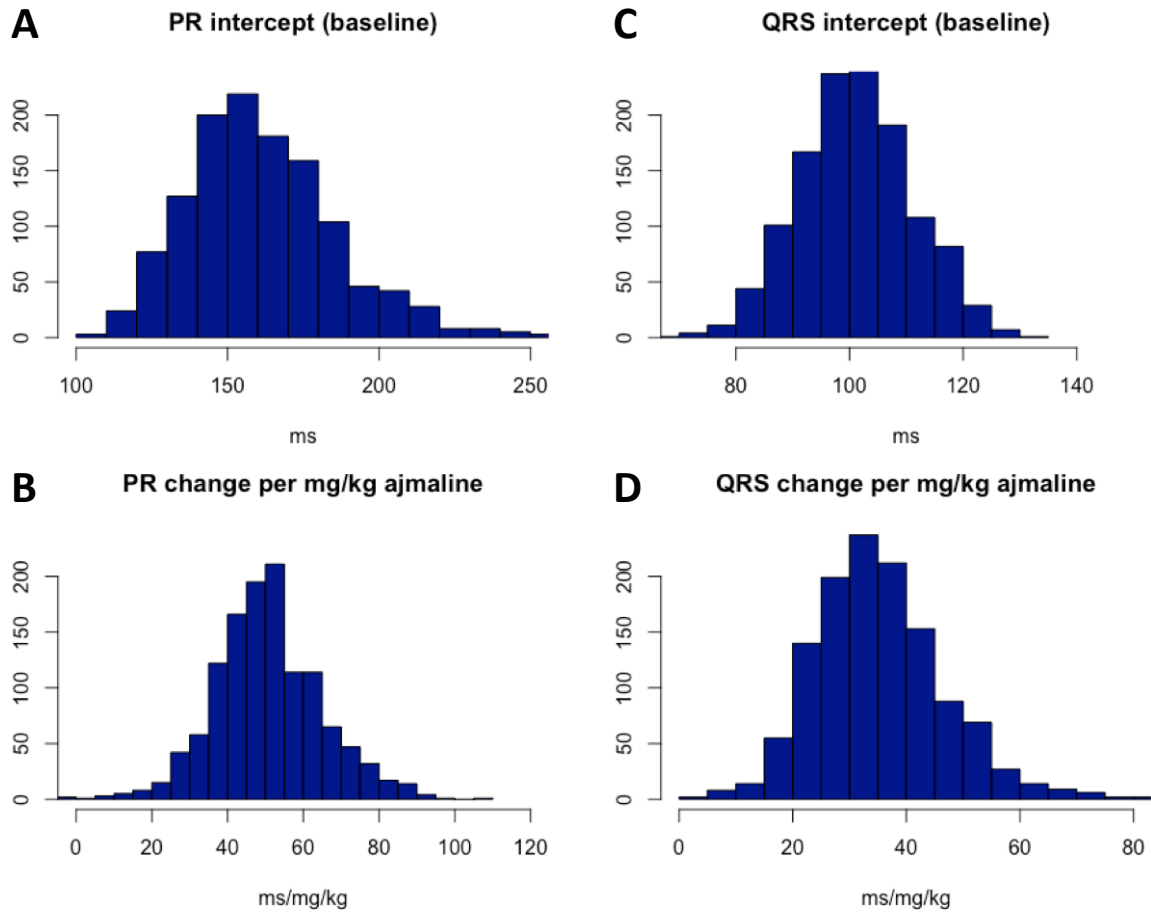 A
PR intercept (baseline)
0 50 100 150 200
100 150 200 250
ms
C
QRS intercept (baseline)
0 50 100 150 200
80 100 120 140
ms
B
PR change per mg/kg ajmaline
0 50 100 150 200
0 20 40 60 80 100 120
ms/mg/kg
D
QRS change per mg/kg ajmaline
0 50 100 150 200
0 20 40 60 80
ms/mg/kg